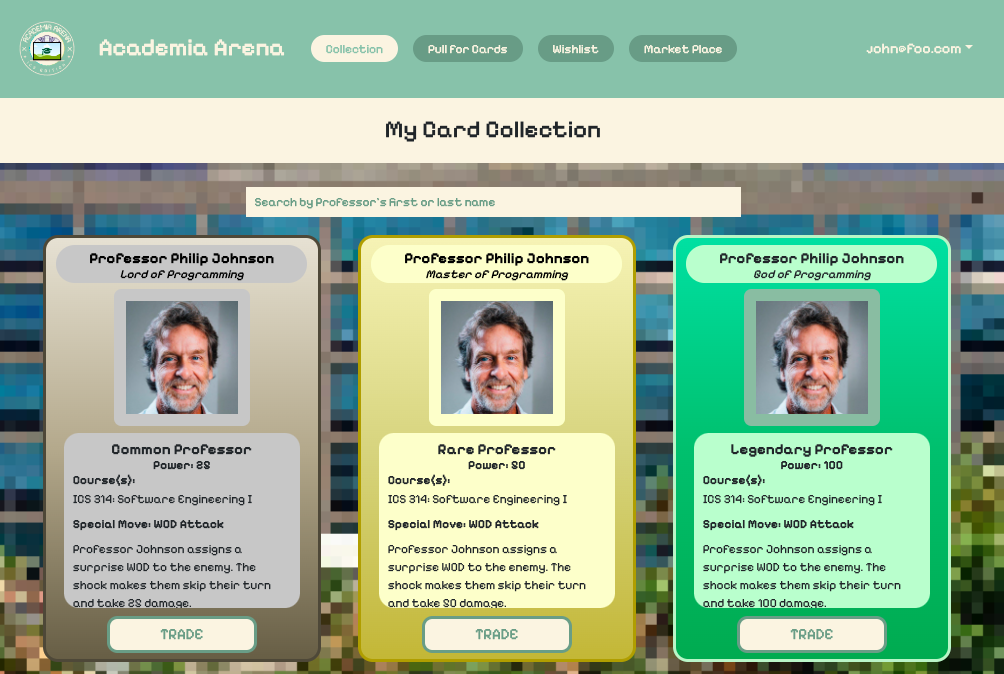 Academia Arena
Collection
Pull for Cards
Wishlist
Market Place
john@foo.com
My Card Collection
Search by Professor's first or last name
Professor Philip Johnson
Lord of Programming
Common Professor
Power: 25
Course(s):
ICS 314: Software Engineering I
Special Move: WOD Attack
Professor Johnson assigns a
surprise WOD to the enemy. The
shock makes them skip their turn
and take 25 damage.
TRADE
Professor Philip Johnson
Master of Programming
Rare Professor
Power: 50
Course(s):
ICS 314: Software Engineering I
Special Move: WOD Attack
Professor Johnson assigns a
surprise WOD to the enemy. The
shock makes them skip their turn
and take 50 damage.
TRADE
Professor Philip Johnson
God of Programming
Legendary Professor
Power: 100
Course(s):
ICS 314: Software Engineering I
Special Move: WOD Attack
Professor Johnson assigns a
surprise WOD to the enemy. The
shock makes them skip their turn
and take 100 damage.
TRADE